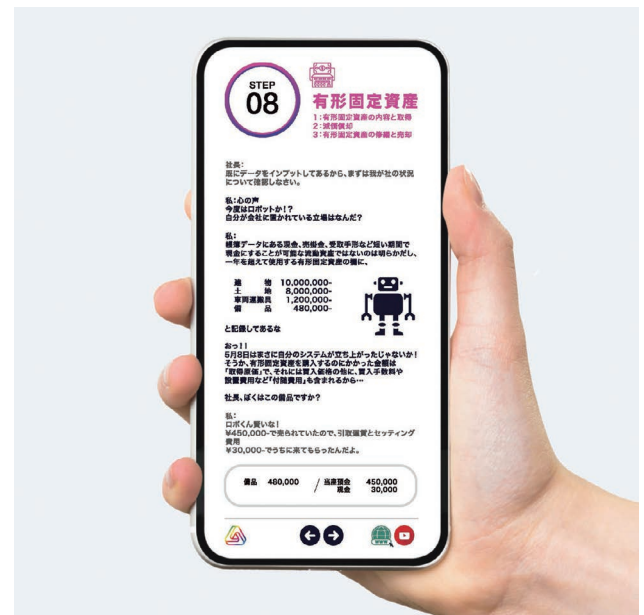 STEP
08
有形固定資産
1:有形固定資産の内容と取得
2:減価償却
3:有形固定資産の修繕と売却
社長:
既にデータをインプットしてあるから、まずは我が社の状況
について確認しなさい。
私:心の声
今度はロボットか!?
自分が会社に置かれている立場はなんだ?
私:
帳簿データにある現金、売掛金、受取手形など短い期間で
現金にすることが可能な流動資産ではないのは明らかだし、
一年を超えて使用する有形固定資産の欄に、
建 物 10,000,000-
土 地 8,000,000-
車両運搬具 1,200,000-
備 品 480,000-
と記録してあるな
おっ!!
5月8日はまさに自分のシステムが立ち上がったじゃないか!
そうか、有形固定資産を購入するのにかかった金額は
「取得原価」で、それには買入価格の他に、買入手数料や
設置費用など「付随費用」も含まれるから…
社長、ぼくはこの備品ですか?
私:
ロボくん賢いな!
¥450,000-で売られていたので、引取運賃とセッティング
費用
¥30,000-でうちに来てもらったんだよ。
備品 480,000 / 当座預金 450,000
現金 30,000
WWW